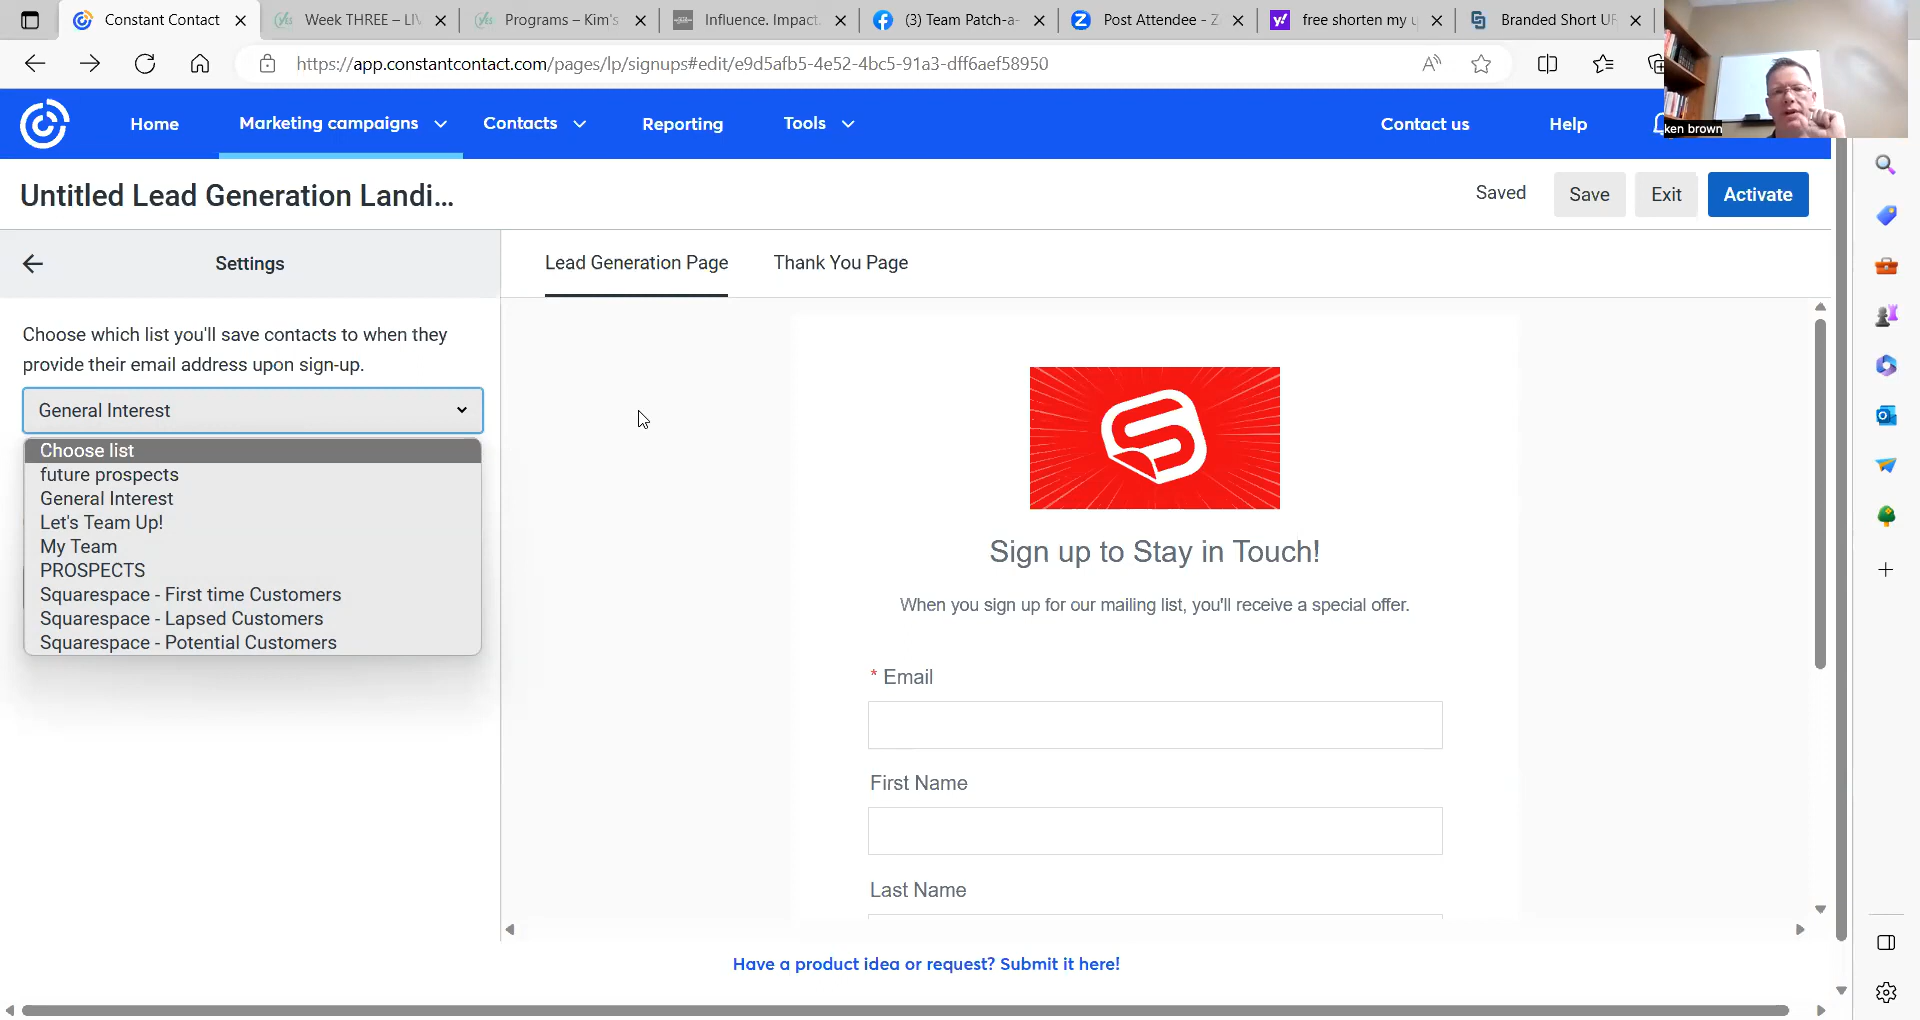 Constant Contact
Week THREE – LI
Programs – Kim's
Influence. Impact.
(3) Team Patch-a-
Post Attendee - Z
free shorten my u
Branded Short UR
https://app.constantcontact.com/pages/lp/signups#edit/e9d5afb5-4e52-4bc5-91a3-dff6aef58950
ken brown
Home
Marketing campaigns
Contacts
Reporting
Tools
Contact us
Help
Untitled Lead Generation Landi...
Saved
Save
Exit
Activate
Settings
Lead Generation Page
Thank You Page
Choose which list you'll save contacts to when they
provide their email address upon sign-up.
General Interest
Choose list
future prospects
General Interest
Let's Team Up!
My Team
PROSPECTS
Squarespace - First time Customers
Squarespace - Lapsed Customers
Squarespace - Potential Customers
Sign up to Stay in Touch!
When you sign up for our mailing list, you'll receive a special offer.
* Email
First Name
Last Name
Have a product idea or request? Submit it here!